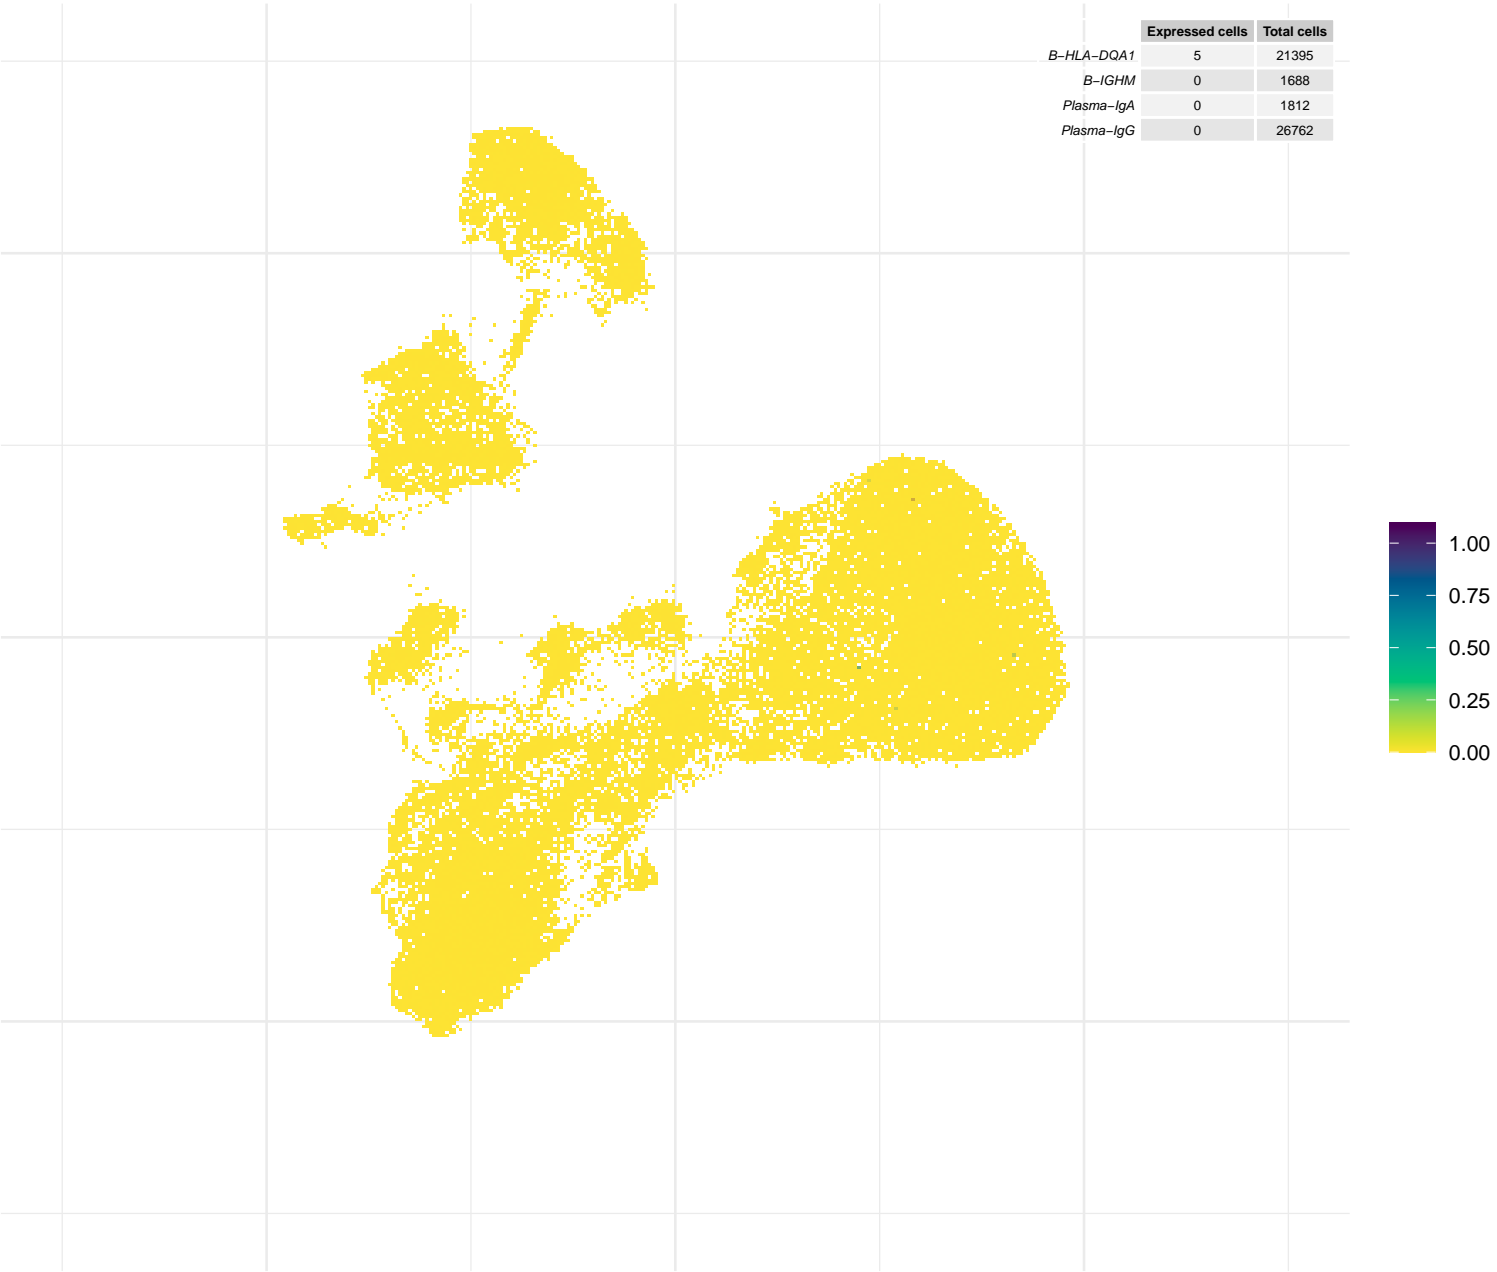 Expressed cells Total cells
B−HLA−DQA1 5 21395
B−IGHM 0 1688
Plasma−IgA 0 1812
Plasma−IgG 0 26762
1.00
0.75
0.50
0.25
0.00